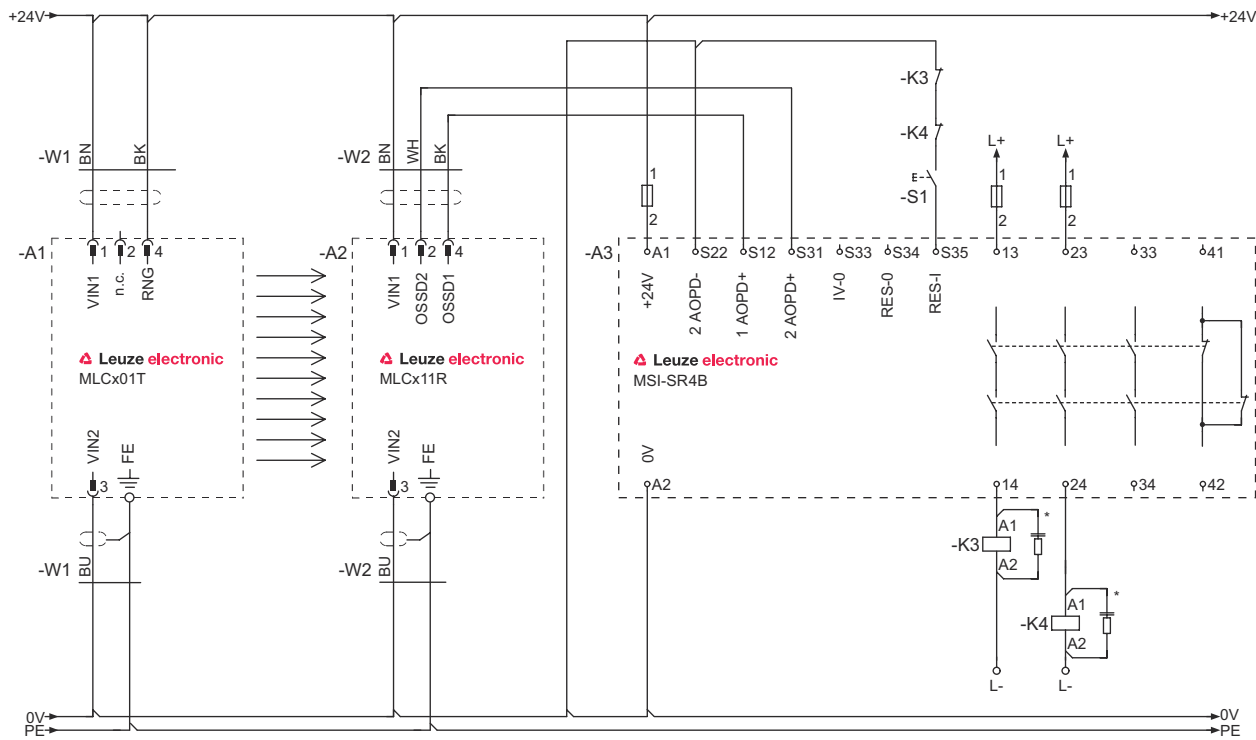 +24V
+24V
-K3
-K4
-S1
L+
L+
-W1
BN
BK
-W2
BN
WH
BK
1
2
1
2
1
2
-A1
1
2
4
-A2
1
2
4
-A3
A1
S22
S12
S31
S33
S34
S35
13
23
33
41
VIN1
n.c.
RNG
VIN1
OSSD2
OSSD1
+24V
2 AOPD-
1 AOPD+
2 AOPD+
IV-0
RES-0
RES-I
Leuze electronic
MLCx01T
Leuze electronic
MLCx11R
Leuze electronic
MSI-SR4B
VIN2
FE
VIN2
FE
0V
3
3
A2
14
24
34
42
-K3
A1
A2
*
-W1
BU
-W2
BU
-K4
A1
A2
*
L-
L-
0V
0V
PE
PE